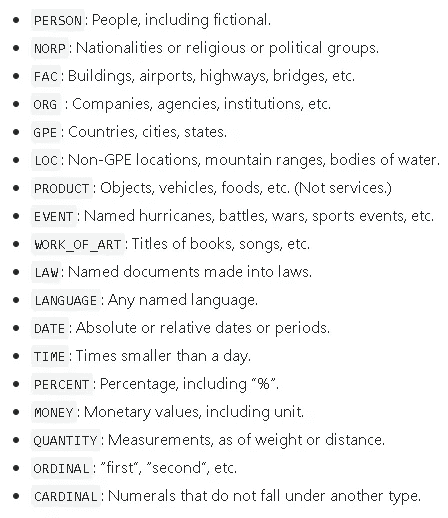 • PERSON: People, including fictional.
• NORP: Nationalities or religious or political groups.
• FAC: Buildings, airports, highways, bridges, etc.
• ORG : Companies, agencies, institutions, etc.
• GPE: Countries, cities, states.
• LOC: Non-GPE locations, mountain ranges, bodies of water.
• PRODUCT: Objects, vehicles, foods, etc. (Not services.)
• EVENT: Named hurricanes, battles, wars, sports events, etc.
• WORK_OF_ART: Titles of books, songs, etc.
• LAW: Named documents made into laws.
• LANGUAGE: Any named language.
• DATE: Absolute or relative dates or periods.
• TIME: Times smaller than a day.
• PERCENT: Percentage, including “%”.
• MONEY: Monetary values, including unit.
• QUANTITY: Measurements, as of weight or distance.
• ORDINAL: “first”, “second”, etc.
• CARDINAL: Numerals that do not fall under another type.